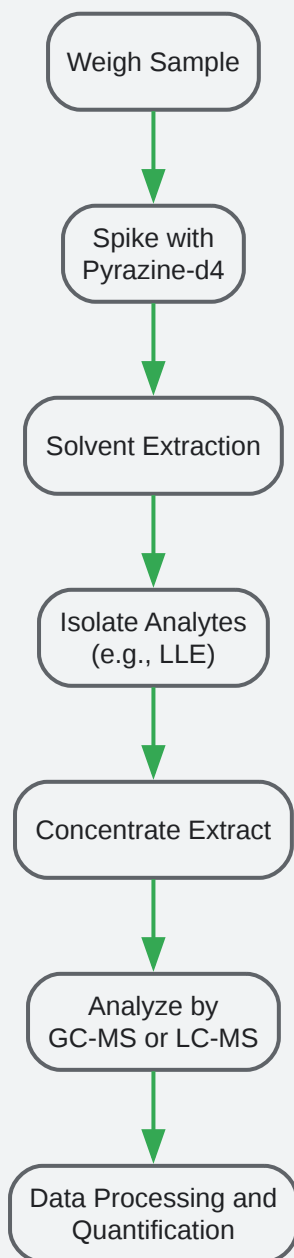 Weigh Sample
Spike with
Pyrazine-d4
Solvent Extraction
Isolate Analytes
(e.g., LLE)
Concentrate Extract
Analyze by
GC-MS or LC-MS
Data Processing and
Quantification